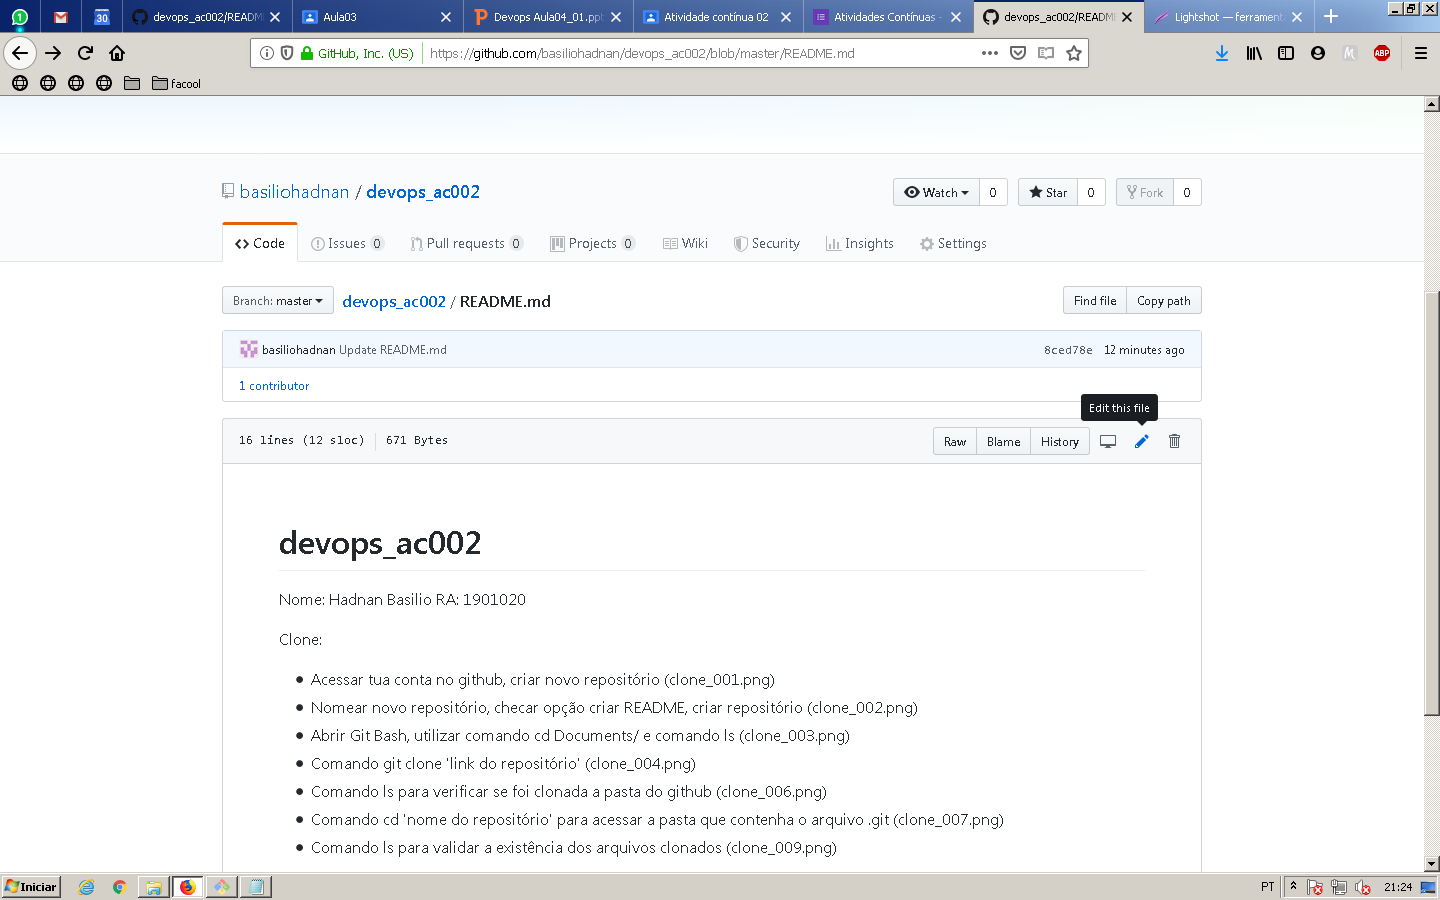 1
30
devops_ac002/READM
Aula03
Devops Aula04_01.ppt
Atividade contínua 02
Atividades Contínuas -
devops_ac002/READM
Lightshot — ferrament
GitHub, Inc. (US)
https://github.com/basiliohadnan/devops_ac002/blob/master/README.md
ABP
facool
basiliohadnan / devops_ac002
Watch 0
Star 0
Fork 0
Code
Issues 0
Pull requests 0
Projects 0
Wiki
Security
Insights
Settings
Branch: master
devops_ac002 / README.md
Find file
Copy path
basiliohadnan Update README.md
8ced78e 12 minutes ago
1 contributor
Edit this file
16 lines (12 sloc)
671 Bytes
Raw
Blame
History
devops_ac002
Nome: Hadnan Basilio RA: 1901020
Clone:
• Acessar tua conta no github, criar novo repositório (clone_001.png)
• Nomear novo repositório, checar opção criar README, criar repositório (clone_002.png)
• Abrir Git Bash, utilizar comando cd Documents/ e comando ls (clone_003.png)
• Comando git clone 'link do repositório' (clone_004.png)
• Comando ls para verificar se foi clonada a pasta do github (clone_006.png)
• Comando cd 'nome do repositório' para acessar a pasta que contenha o arquivo .git (clone_007.png)
• Comando ls para validar a existência dos arquivos clonados (clone_009.png)
Iniciar
PT
21:24